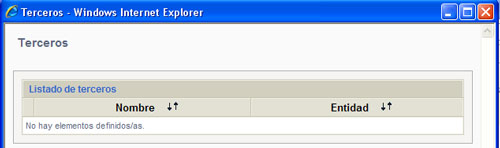 Terceros - Windows Internet Explorer
Terceros
Listado de terceros
Nombre ↓↑ Entidad ↓↑
No hay elementos definidos/as.